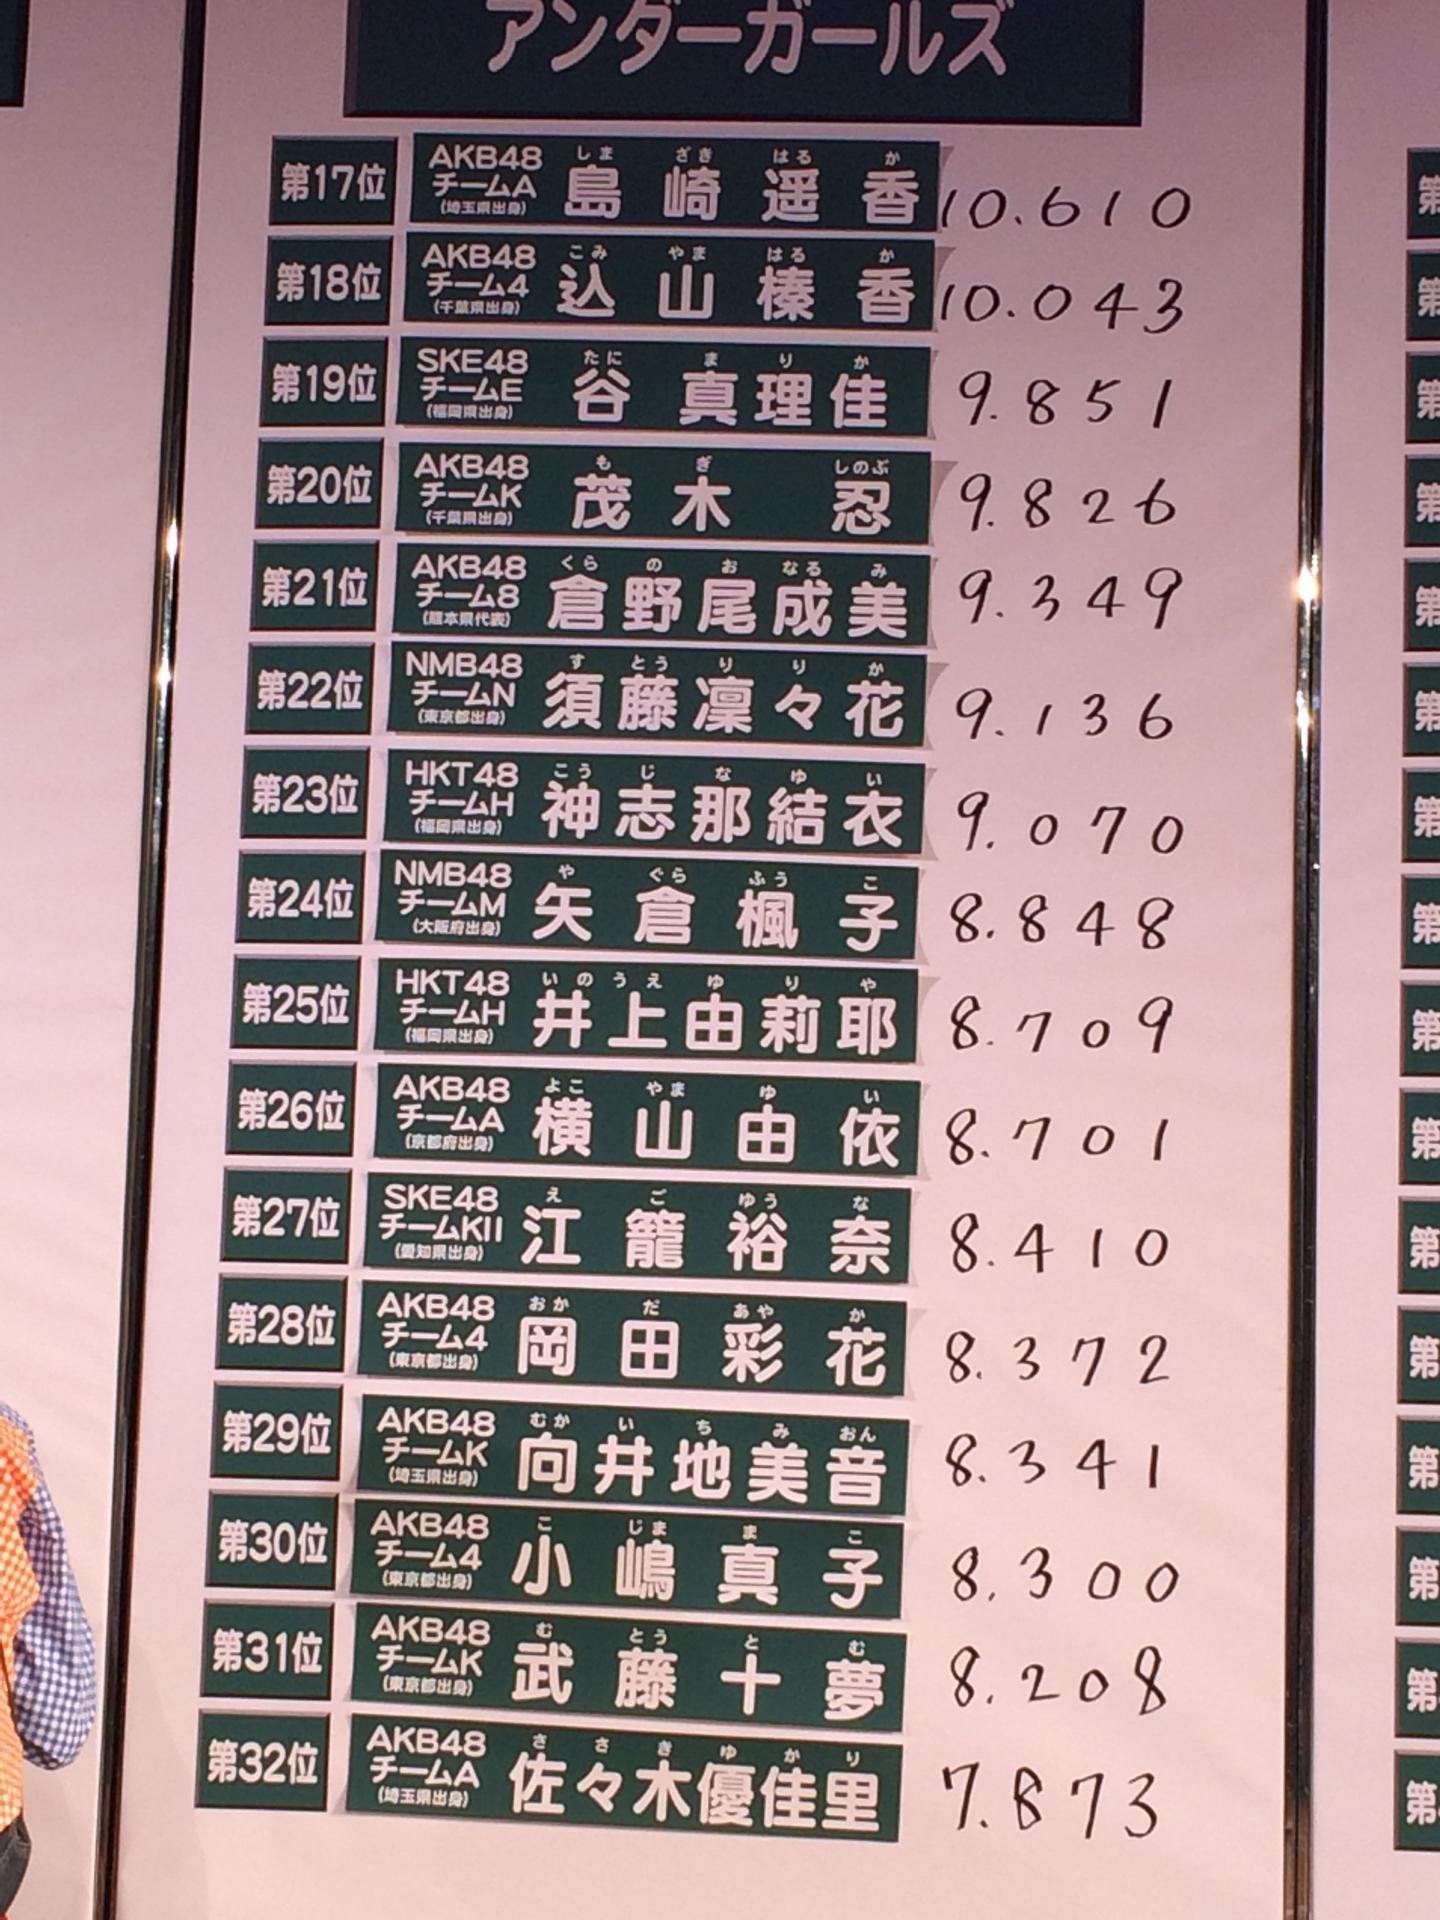 アンダーガールズ
第17位 AKB48 チームA (埼玉県出身) しまざきはるか 島崎遥香 10.610
第18位 AKB48 チーム4 (千葉県出身) こみやまはるか 込山榛香 10.043
第19位 SKE48 チームE (福岡県出身) たにまりか 谷真理佳 9.851
第20位 AKB48 チームK (千葉県出身) もぎしのぶ 茂木忍 9.826
第21位 AKB48 チーム8 (熊本県代表) くらのおなるみ 倉野尾成美 9.349
第22位 NMB48 チームN (東京都出身) すとうりりか 須藤凜々花 9.136
第23位 HKT48 チームH (福岡県出身) こうじなゆい 神志那結衣 9.070
第24位 NMB48 チームM (大阪府出身) やぐらふうこ 矢倉楓子 8.848
第25位 HKT48 チームH (福岡県出身) いのうえゆりや 井上由莉耶 8.709
第26位 AKB48 チームA (京都府出身) よこやまゆい 横山由依 8.701
第27位 SKE48 チームKII (愛知県出身) えごゆうな 江籠裕奈 8.410
第28位 AKB48 チーム4 (東京都出身) おかだあやか 岡田彩花 8.372
第29位 AKB48 チームK (埼玉県出身) むかいちみおん 向井地美音 8.341
第30位 AKB48 チーム4 (東京都出身) こじままこ 小嶋真子 8.300
第31位 AKB48 チームK (東京都出身) むとうとむ 武藤十夢 8.208
第32位 AKB48 チームA (埼玉県出身) ささきゆかり 佐々木優佳里 7.873